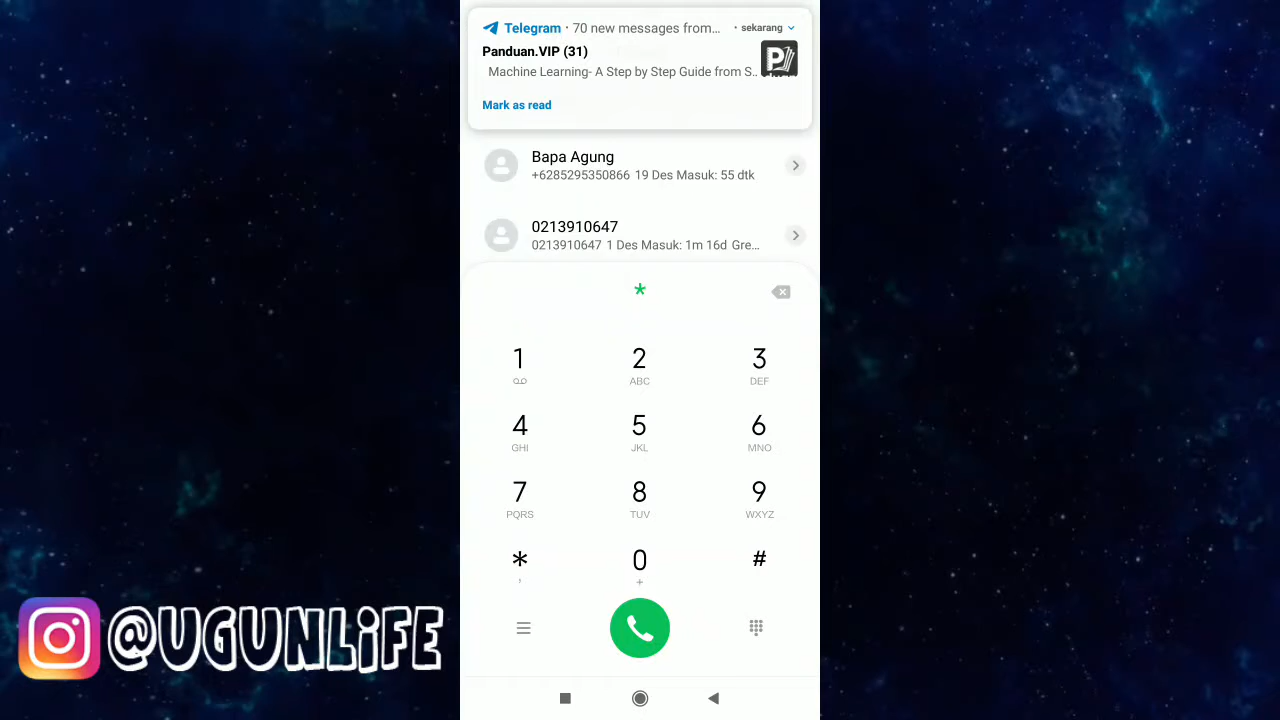 Telegram · 70 new messages from… · sekarang
Panduan.VIP (31)
Machine Learning- A Step by Step Guide from S..
Mark as read
Bapa Agung
+6285295350866 19 Des Masuk: 55 dtk
0213910647
0213910647 1 Des Masuk: 1m 16d Gre…
*
1 2 3
ABC DEF
4 5 6
GHI JKL MNO
7 8 9
PQRS TUV WXYZ
* 0 #
, +
@UGUNLiFE